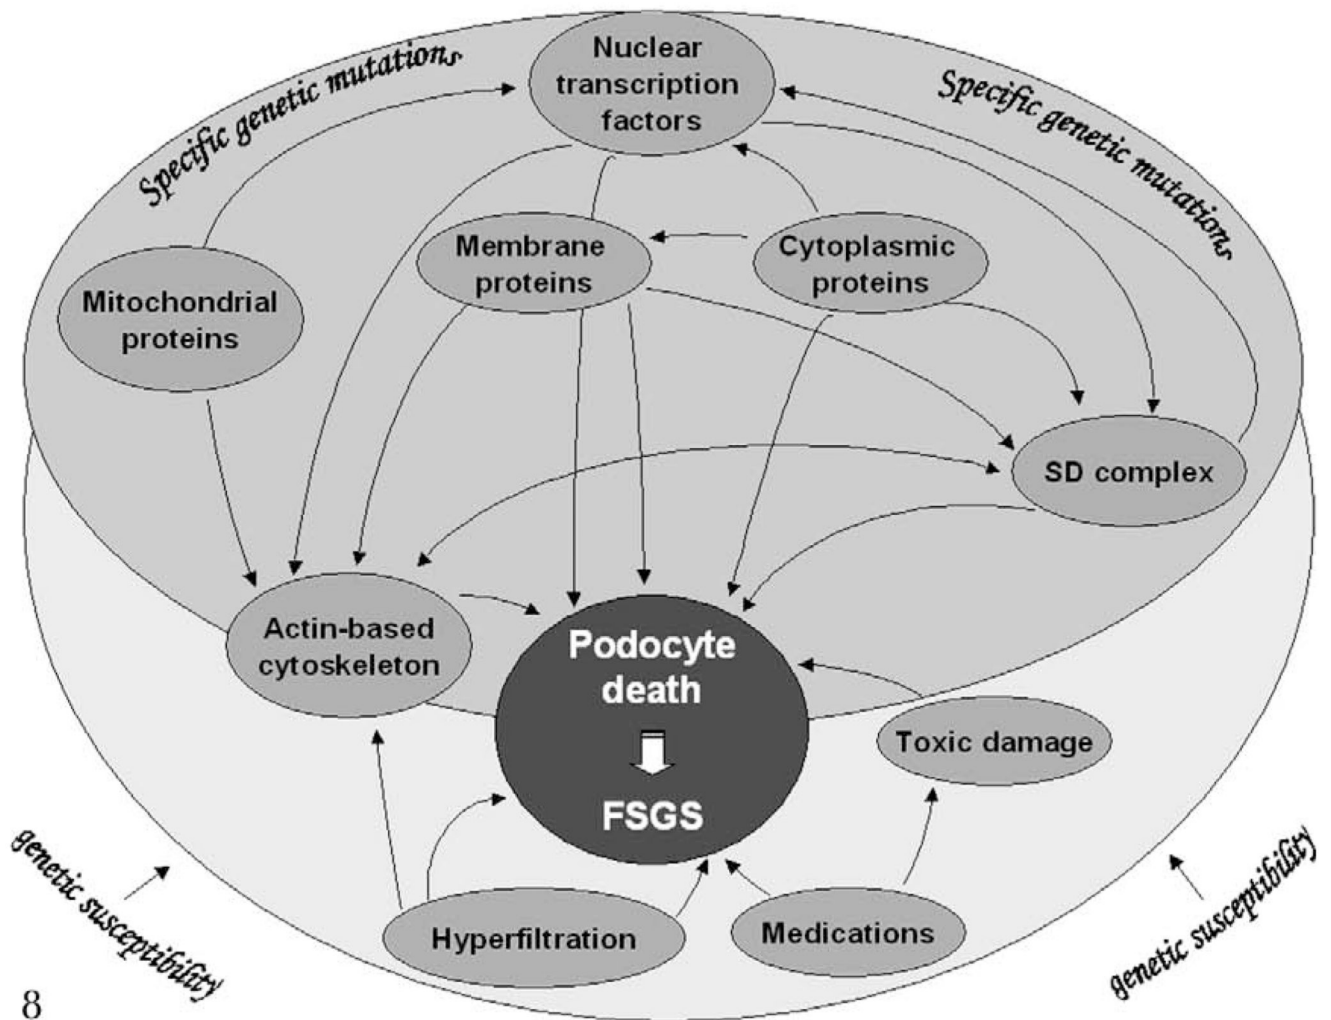 Specific genetic mutations
Nuclear
transcription
factors
Specific genetic mutations
Membrane
proteins
Cytoplasmic
proteins
Mitochondrial
proteins
SD complex
Actin-based
cytoskeleton
Podocyte
death
FSGS
Toxic damage
genetic susceptibility
genetic susceptibility
Hyperfiltration
Medications
8